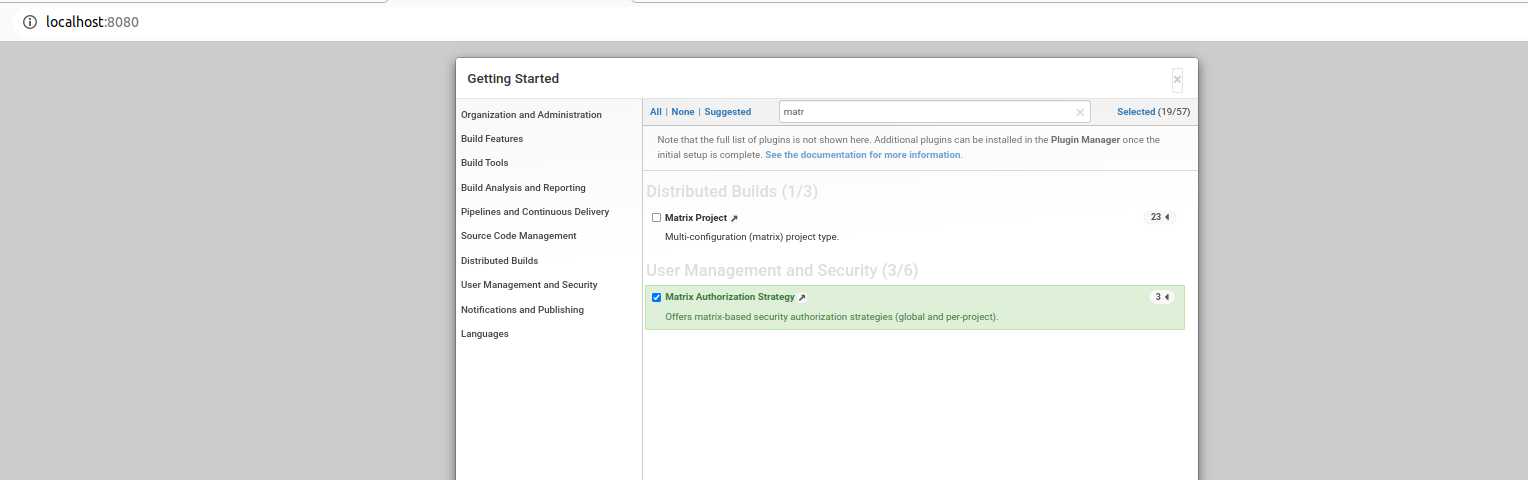 localhost:8080
Getting Started
×
Organization and Administration
Build Features
Build Tools
Build Analysis and Reporting
Pipelines and Continuous Delivery
Source Code Management
Distributed Builds
User Management and Security
Notifications and Publishing
Languages
All | None | Suggested
matr
×
Selected (19/57)
Note that the full list of plugins is not shown here. Additional plugins can be installed in the Plugin Manager once the
initial setup is complete. See the documentation for more information.
Distributed Builds (1/3)
Matrix Project
23
Multi-configuration (matrix) project type.
User Management and Security (3/6)
Matrix Authorization Strategy
3
Offers matrix-based security authorization strategies (global and per-project).